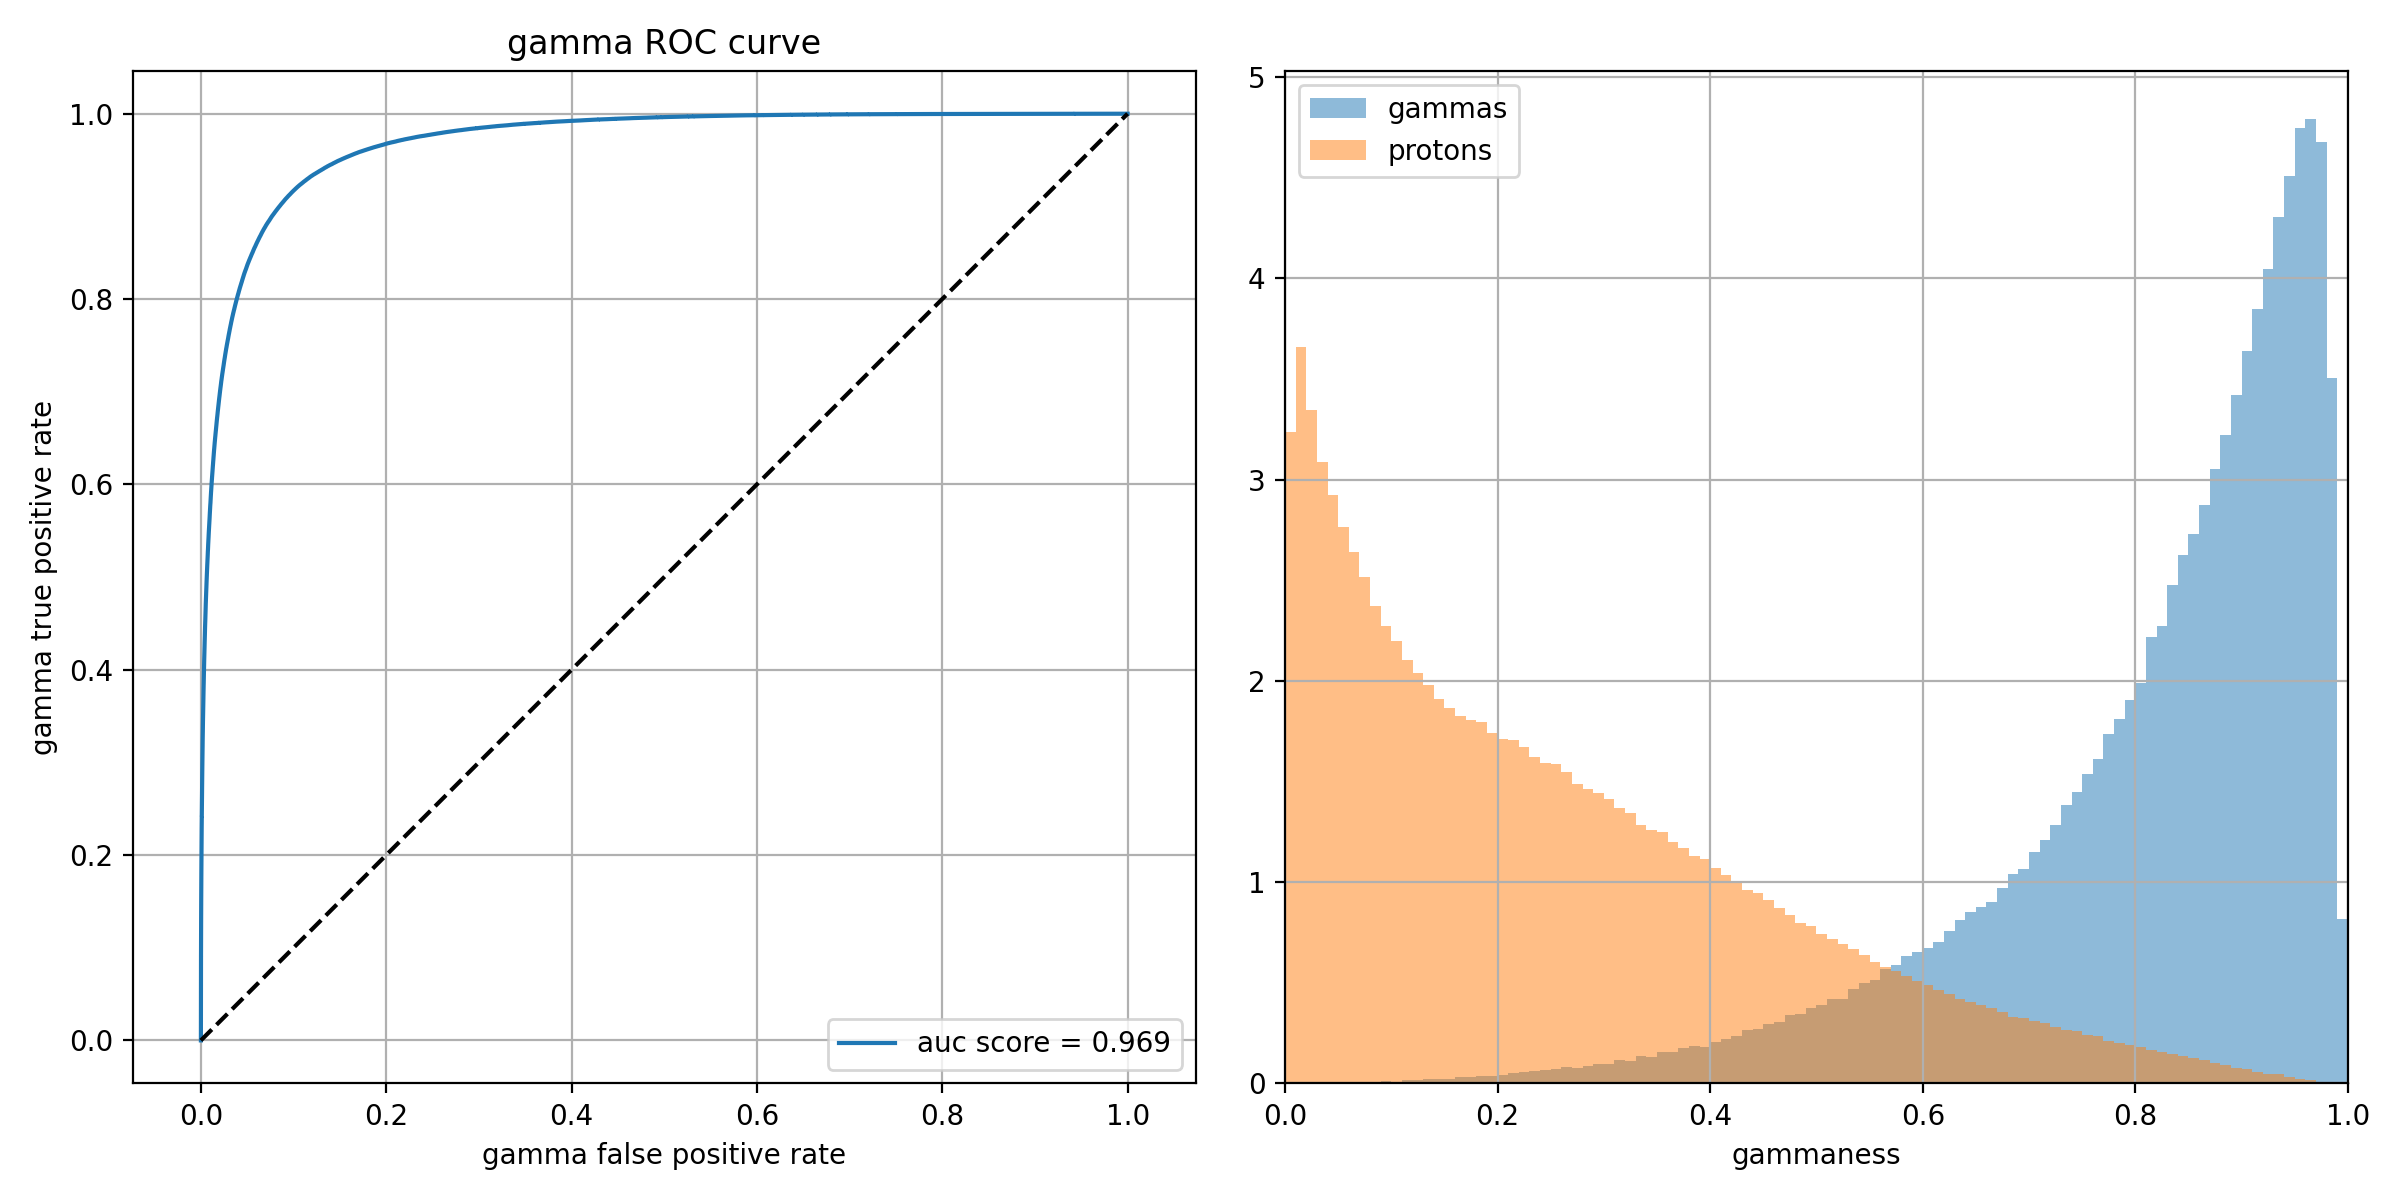 gamma ROC curve
gamma true positive rate
1.0
0.8
0.6
0.4
0.2
0.0
auc score = 0.969
0.0 0.2 0.4 0.6 0.8 1.0
gamma false positive rate
5
4
3
2
1
0
gammas
protons
0.0 0.2 0.4 0.6 0.8 1.0
gammaness